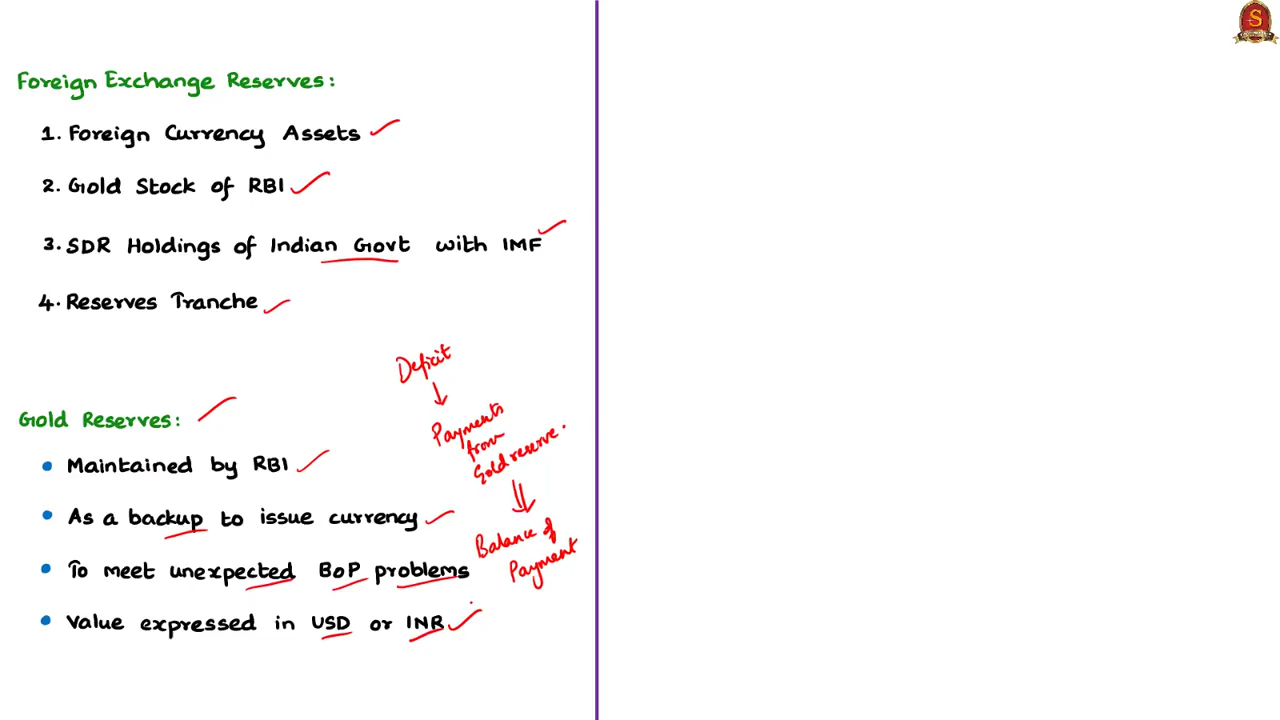 Foreign Exchange Reserves:
1. Foreign Currency Assets
2. Gold Stock of RBI
3. SDR Holdings of Indian Govt with IMF
4. Reserves Tranche
Gold Reserves:
• Maintained by RBI
• As a backup to issue currency
• To meet unexpected BoP problems
• Value expressed in USD or INR
Deficit
Payments
from
Gold reserve.
Balance of
Payment
S